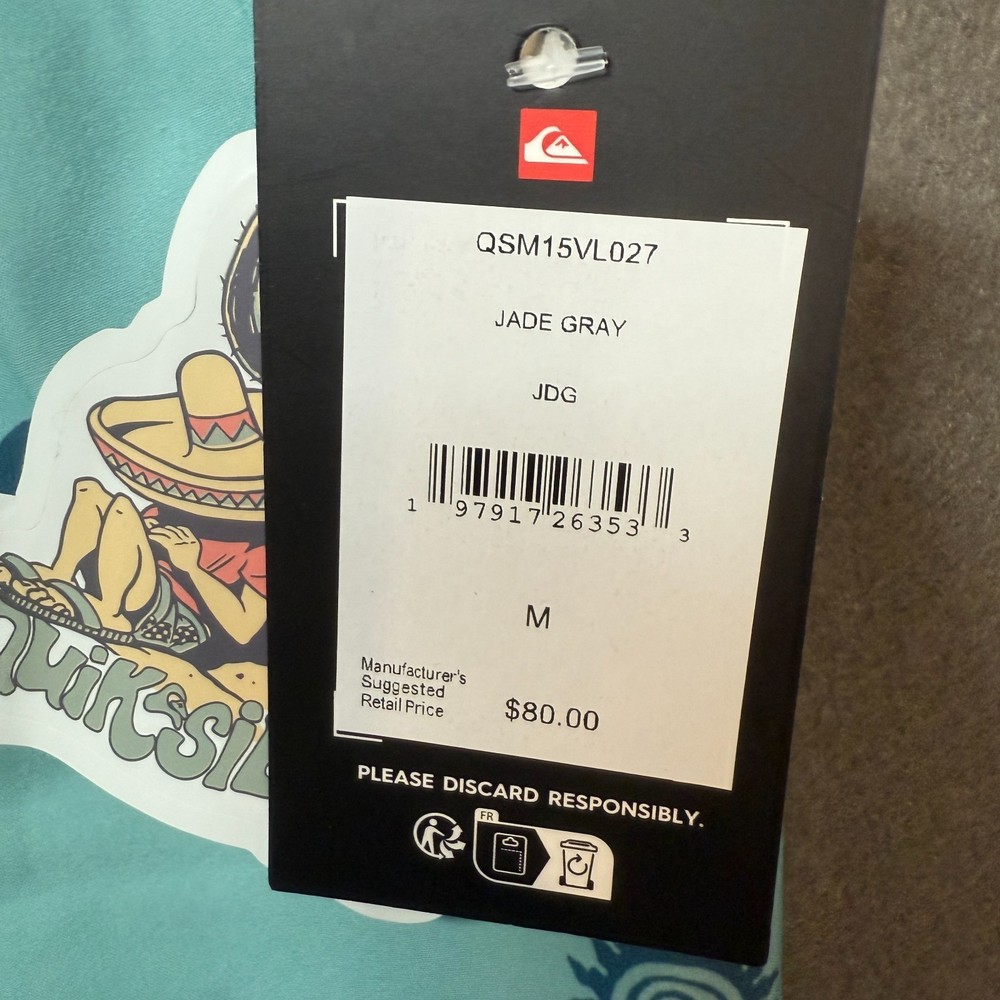 QSM15VL027
JADE GRAY
JDG
1 97917 26353 3
M
Manufacturer's
Suggested
Retail Price
$80.00
PLEASE DISCARD RESPONSIBLY.
FR